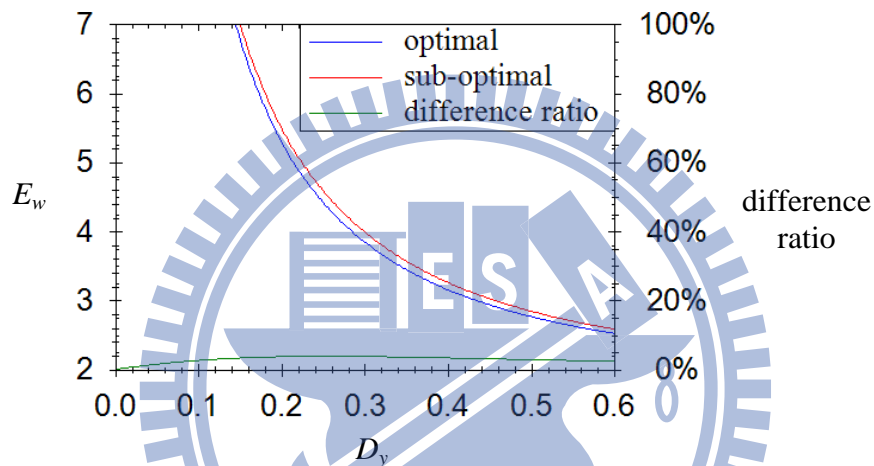 7
6
5
4
3
2
E_w
100%
80%
60%
40%
20%
0%
difference
ratio
optimal
sub-optimal
difference ratio
0.0 0.1 0.2 0.3 0.4 0.5 0.6
D_y
E S A